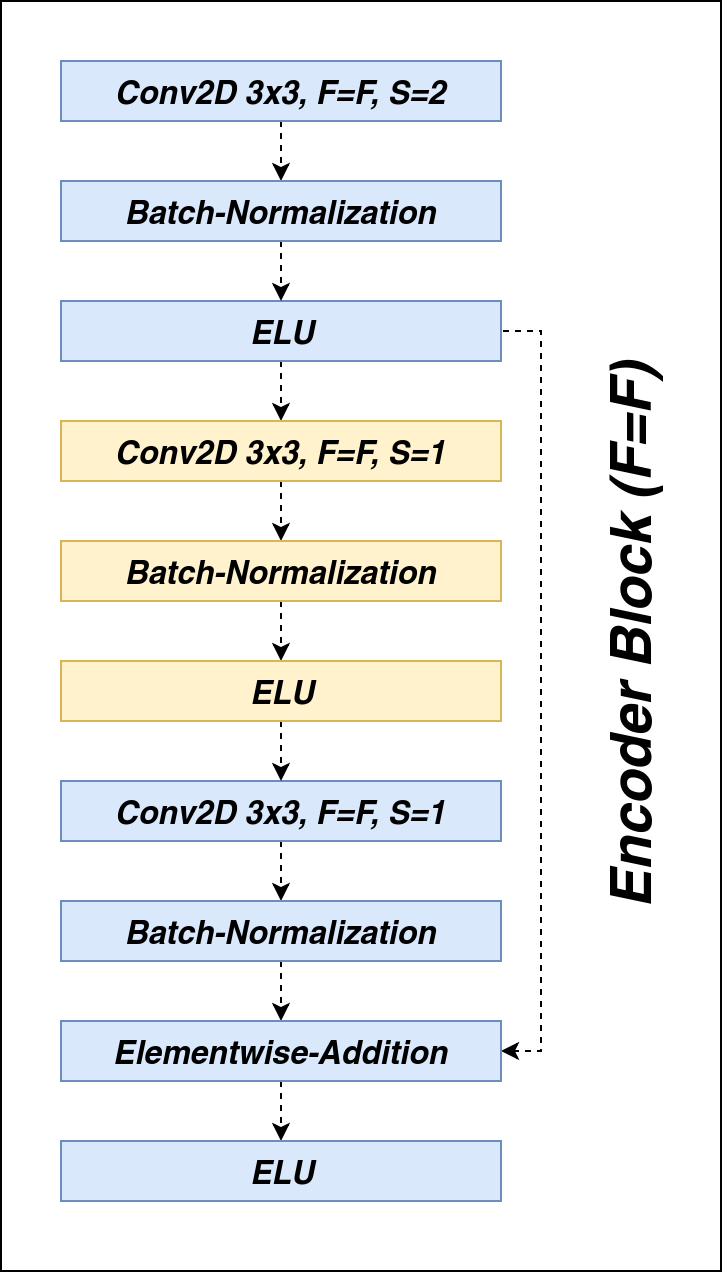 Conv2D 3x3, F=F, S=2
Batch-Normalization
ELU
Conv2D 3x3, F=F, S=1
Batch-Normalization
ELU
Conv2D 3x3, F=F, S=1
Batch-Normalization
Elementwise-Addition
ELU
Encoder Block (F=F)